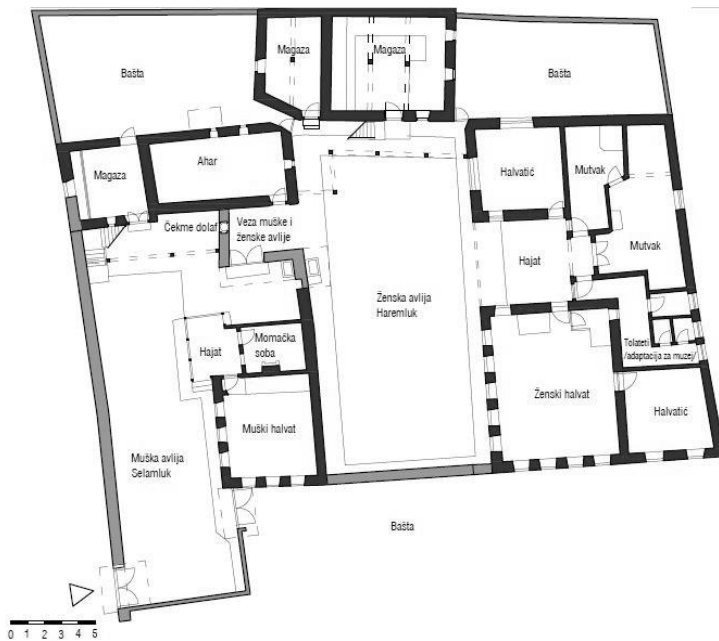 Magaza
Magaza
Bašta
Bašta
Ahar
Magaza
Halvatić
Mutvak
Čekme dolaf
Veza muške i
ženske avlije
Mutvak
Hajat
Ženska avlija
Haremluk
Hajat
Momačka
soba
Tolateti
/adaptacija za muzej/
Ženski halvat
Muški halvat
Halvatić
Muška avlija
Selamluk
Bašta
0 1 2 3 4 5